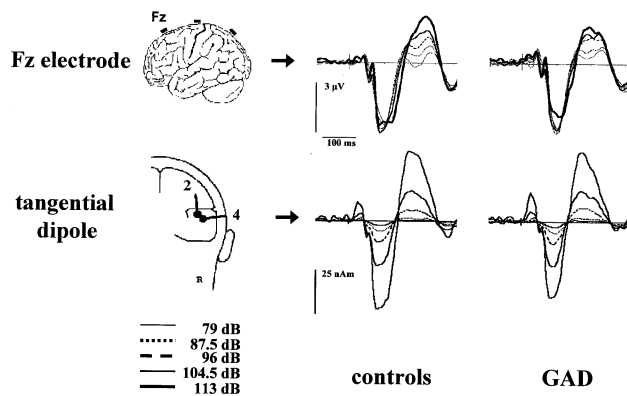 Fz
Fz electrode
3 µV
100 ms
tangential
dipole
2
4
R
25 nAm
79 dB
87.5 dB
96 dB
104.5 dB
113 dB
controls
GAD